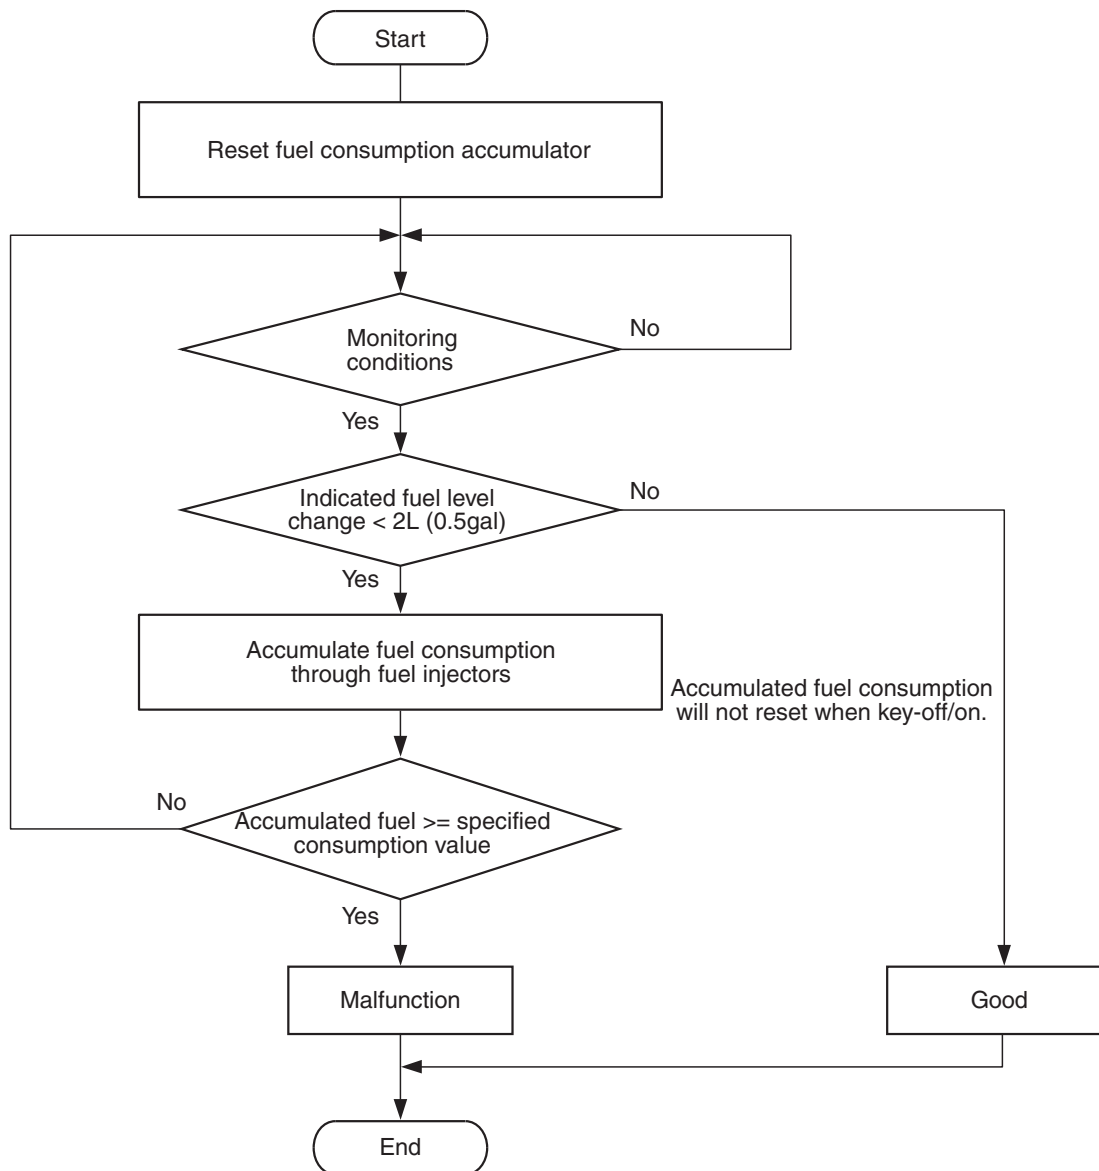 Start
Reset fuel consumption accumulator
Monitoring
conditions
No
Yes
Indicated fuel level
change < 2L (0.5gal)
No
Yes
Accumulate fuel consumption
through fuel injectors
Accumulated fuel consumption
will not reset when key-off/on.
No
Accumulated fuel >= specified
consumption value
Yes
Malfunction
Good
End